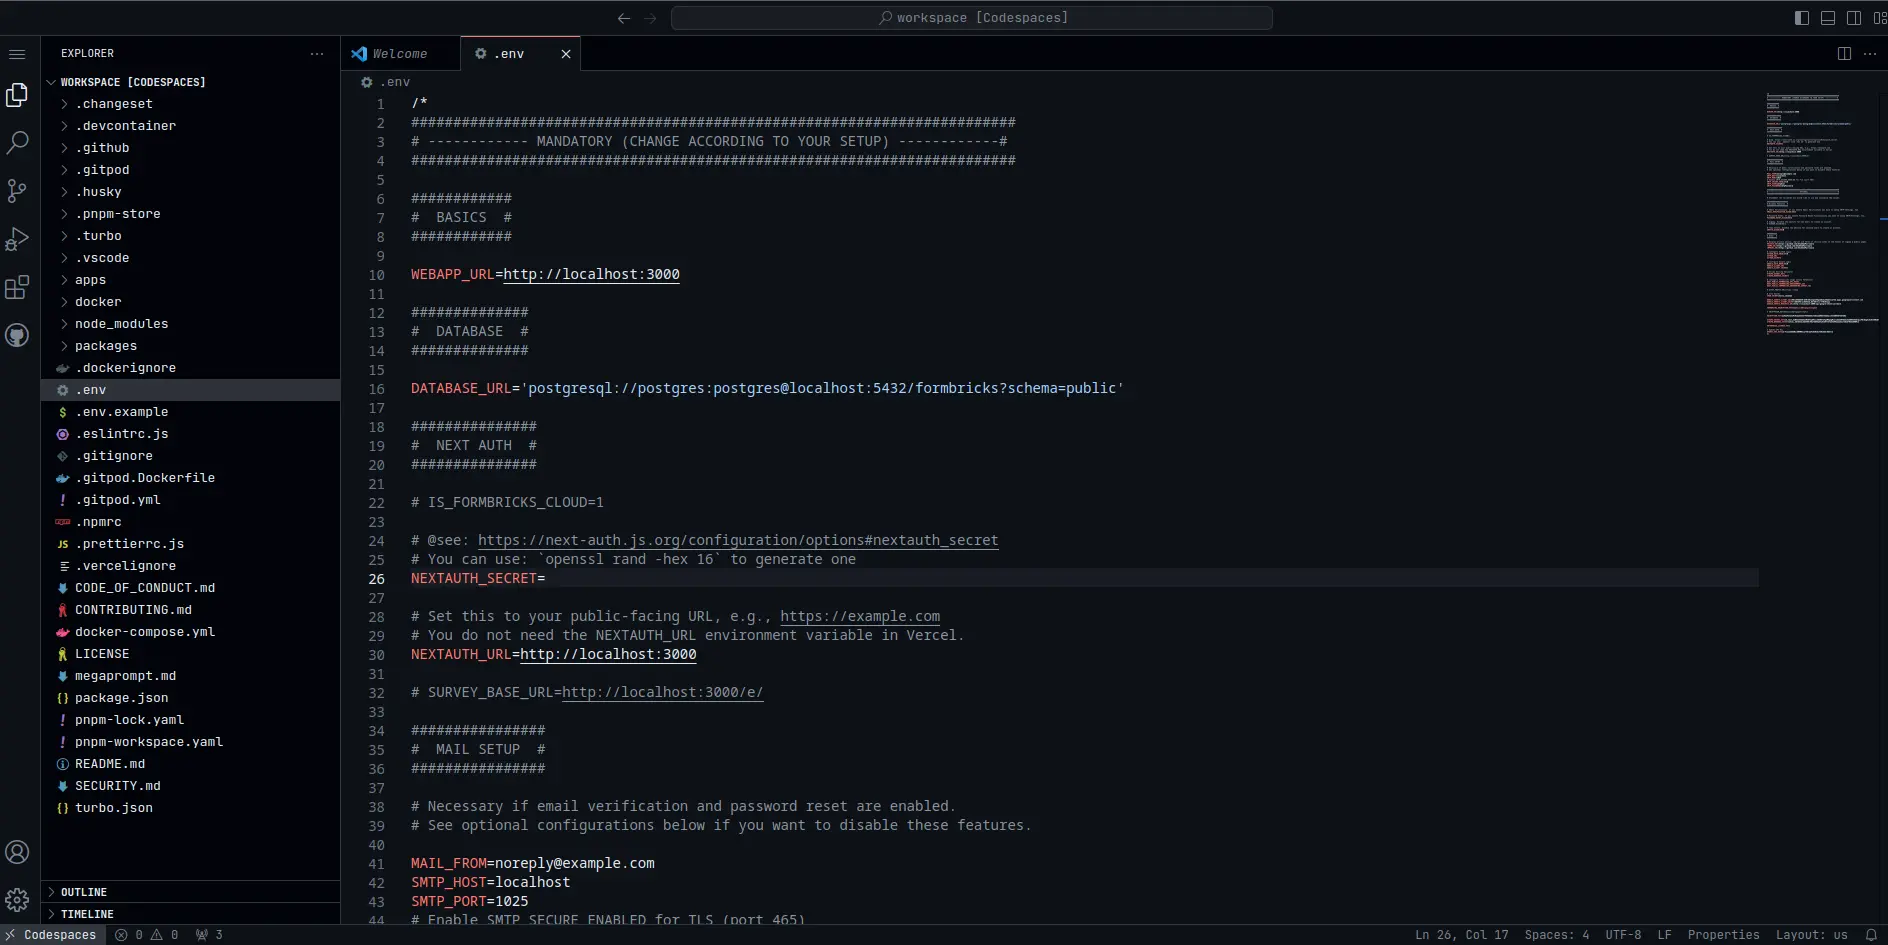 workspace [Codespaces]
EXPLORER
Welcome
.env
WORKSPACE [CODESPACES]
.changeset
.devcontainer
.github
.gitpod
.husky
.pnpm-store
.turbo
.vscode
apps
docker
node_modules
packages
.dockerignore
.env
$ .env.example
.eslintrc.js
.gitignore
.gitpod.Dockerfile
! .gitpod.yml
.npmrc
JS .prettierrc.js
.vercelignore
CODE_OF_CONDUCT.md
CONTRIBUTING.md
docker-compose.yml
LICENSE
megaprompt.md
{} package.json
! pnpm-lock.yaml
! pnpm-workspace.yaml
README.md
SECURITY.md
{} turbo.json
OUTLINE
TIMELINE
.env
1 /*
2 ########################################################################
3 # ------------ MANDATORY (CHANGE ACCORDING TO YOUR SETUP) ------------#
4 ########################################################################
5
6 ############
7 #  BASICS  #
8 ############
9
10 WEBAPP_URL=http://localhost:3000
11
12 ##############
13 #  DATABASE  #
14 ##############
15
16 DATABASE_URL='postgresql://postgres:postgres@localhost:5432/formbricks?schema=public'
17
18 ###############
19 #  NEXT AUTH  #
20 ###############
21
22 # IS_FORMBRICKS_CLOUD=1
23
24 # @see: https://next-auth.js.org/configuration/options#nextauth_secret
25 # You can use: `openssl rand -hex 16` to generate one
26 NEXTAUTH_SECRET=
27
28 # Set this to your public-facing URL, e.g., https://example.com
29 # You do not need the NEXTAUTH_URL environment variable in Vercel.
30 NEXTAUTH_URL=http://localhost:3000
31
32 # SURVEY_BASE_URL=http://localhost:3000/e/
33
34 ################
35 #  MAIL SETUP  #
36 ################
37
38 # Necessary if email verification and password reset are enabled.
39 # See optional configurations below if you want to disable these features.
40
41 MAIL_FROM=noreply@example.com
42 SMTP_HOST=localhost
43 SMTP_PORT=1025
44 # Enable SMTP_SECURE_ENABLED for TLS (port 465)
Codespaces
0
0
3
Ln 26, Col 17
Spaces: 4
UTF-8
LF
Properties
Layout: us